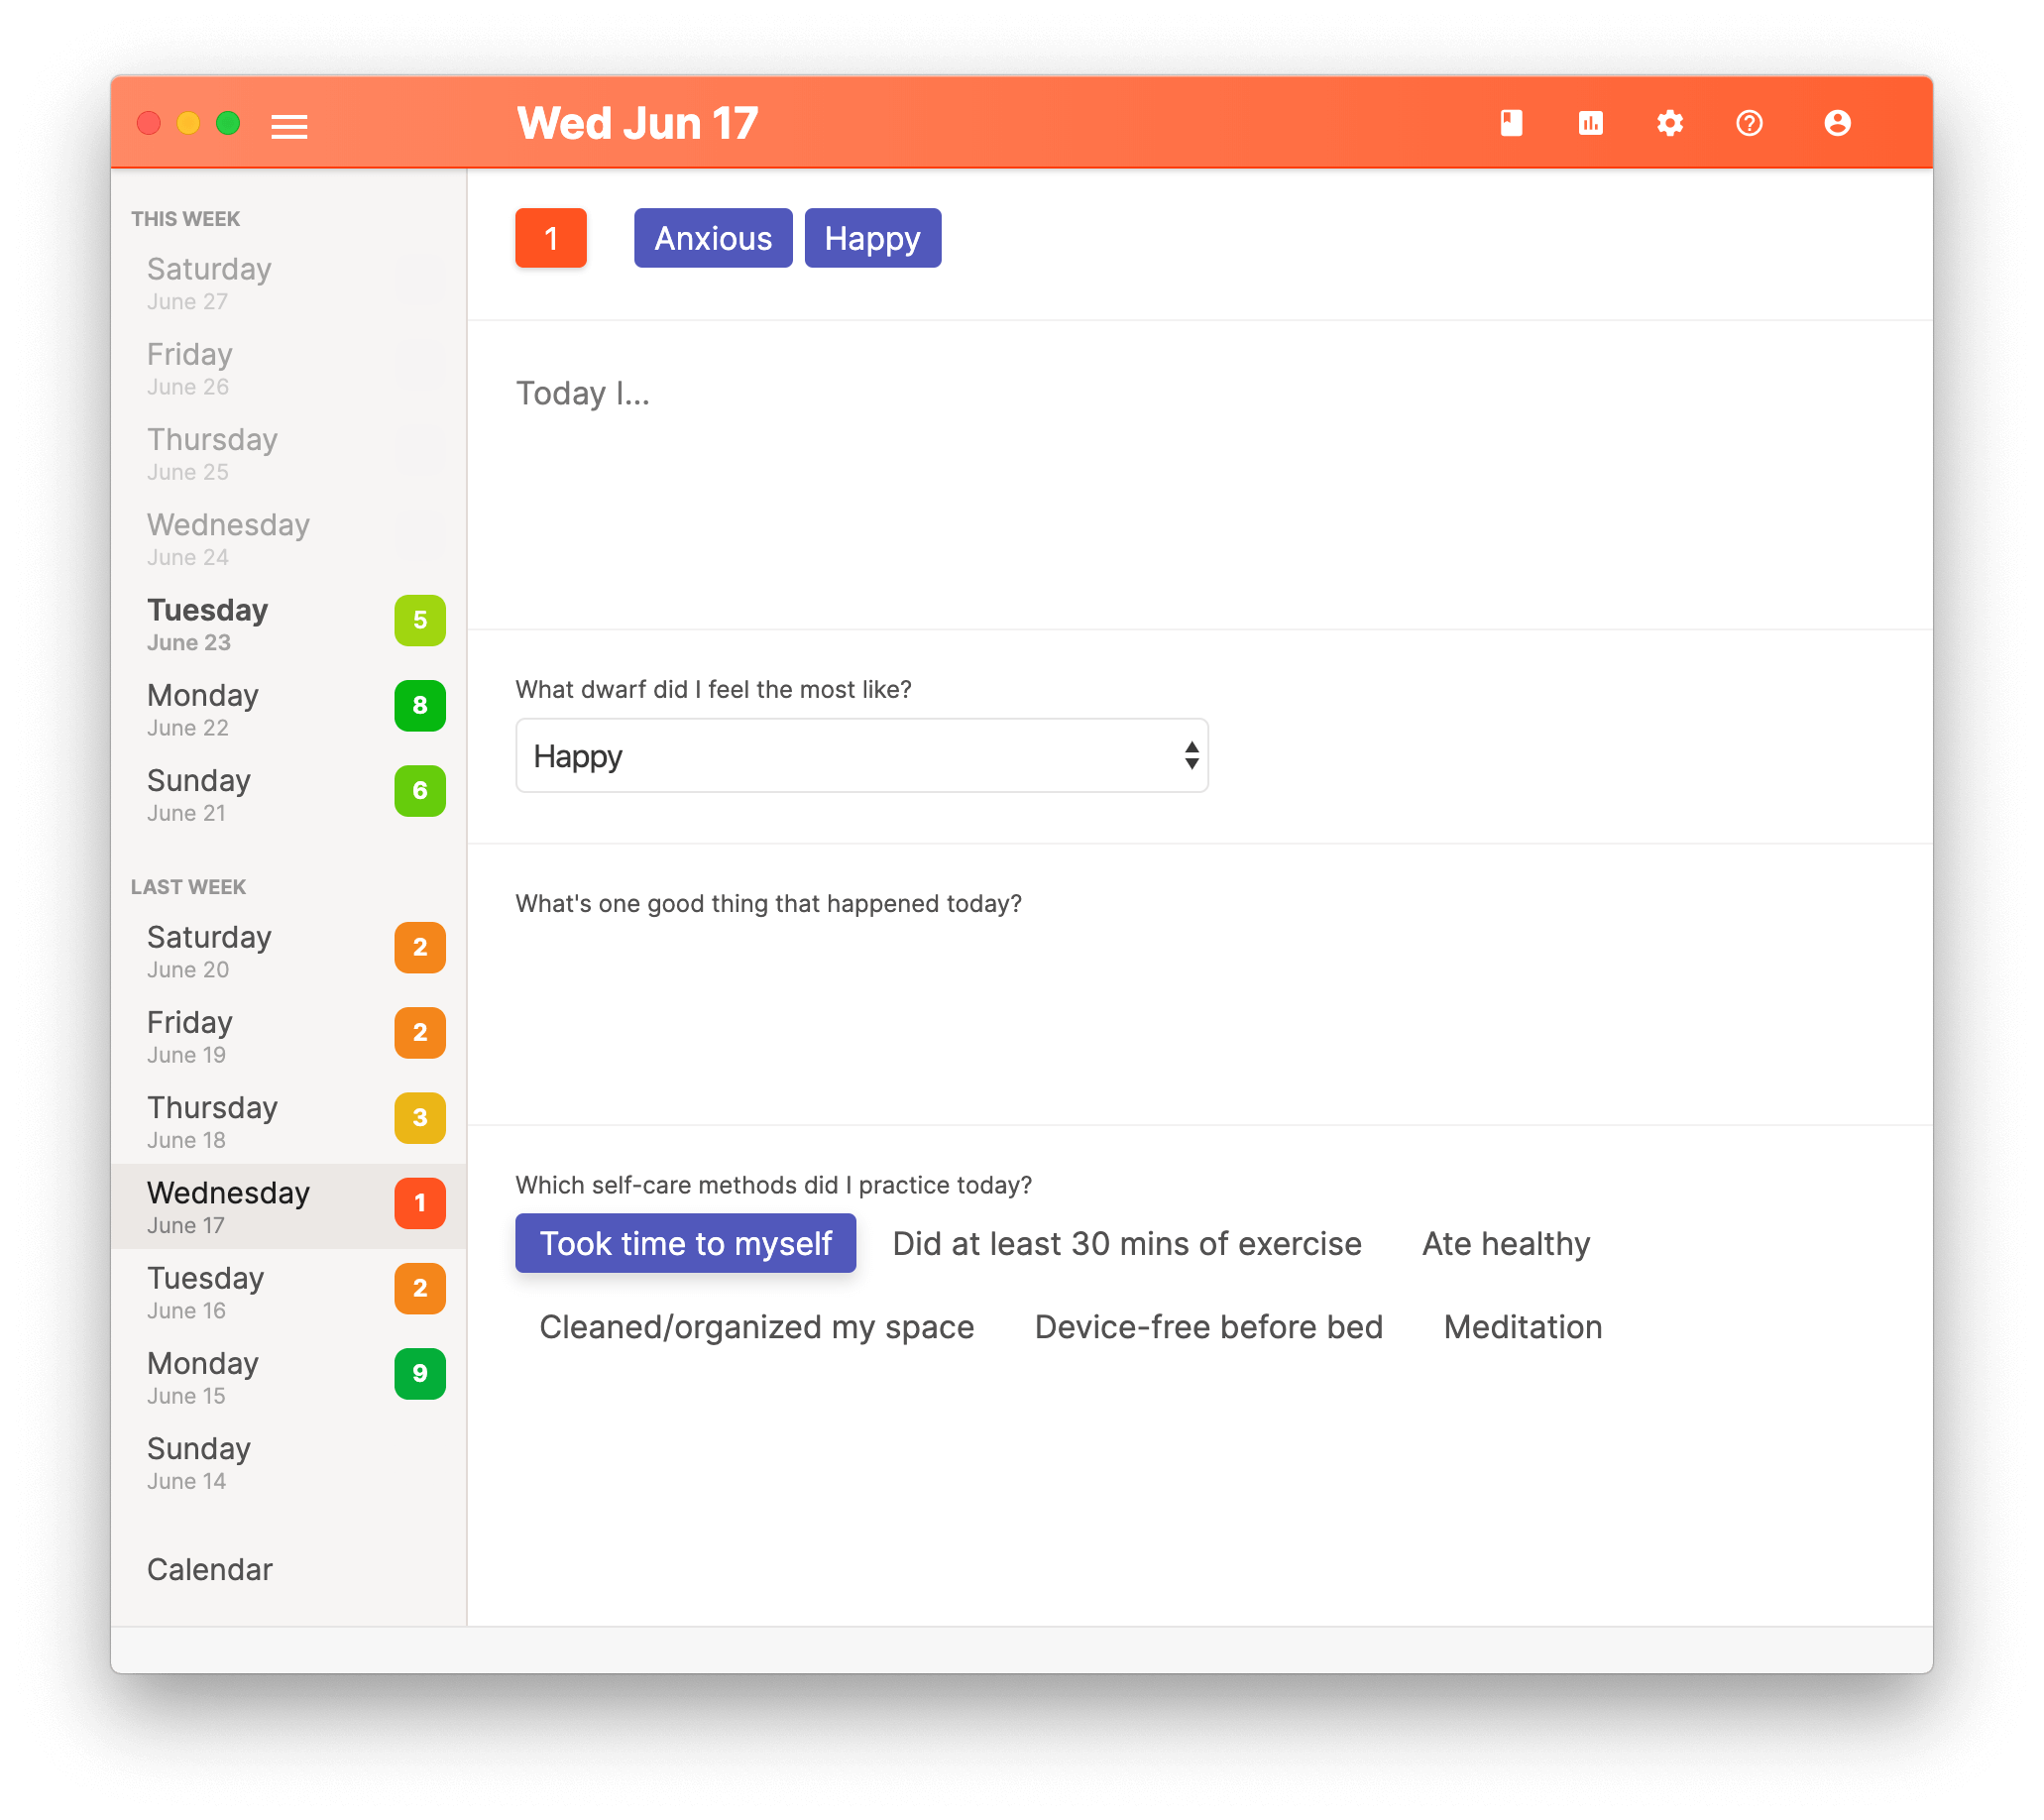 Wed Jun 17
THIS WEEK
Saturday
June 27
Friday
June 26
Thursday
June 25
Wednesday
June 24
Tuesday
June 23
5
Monday
June 22
8
Sunday
June 21
6
LAST WEEK
Saturday
June 20
2
Friday
June 19
2
Thursday
June 18
3
Wednesday
June 17
1
Tuesday
June 16
2
Monday
June 15
9
Sunday
June 14
Calendar
1 Anxious Happy
Today I...
What dwarf did I feel the most like?
Happy
What's one good thing that happened today?
Which self-care methods did I practice today?
Took time to myself Did at least 30 mins of exercise Ate healthy
Cleaned/organized my space Device-free before bed Meditation